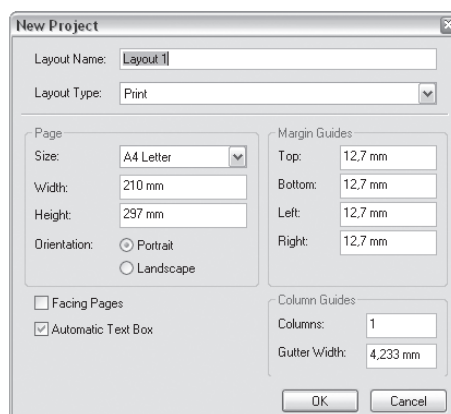 New Project
Layout Name: Layout 1
Layout Type: Print
Page
Size: A4 Letter
Width: 210 mm
Height: 297 mm
Orientation: Portrait
Landscape
Facing Pages
Automatic Text Box
Margin Guides
Top: 12,7 mm
Bottom: 12,7 mm
Left: 12,7 mm
Right: 12,7 mm
Column Guides
Columns: 1
Gutter Width: 4,233 mm
OK Cancel